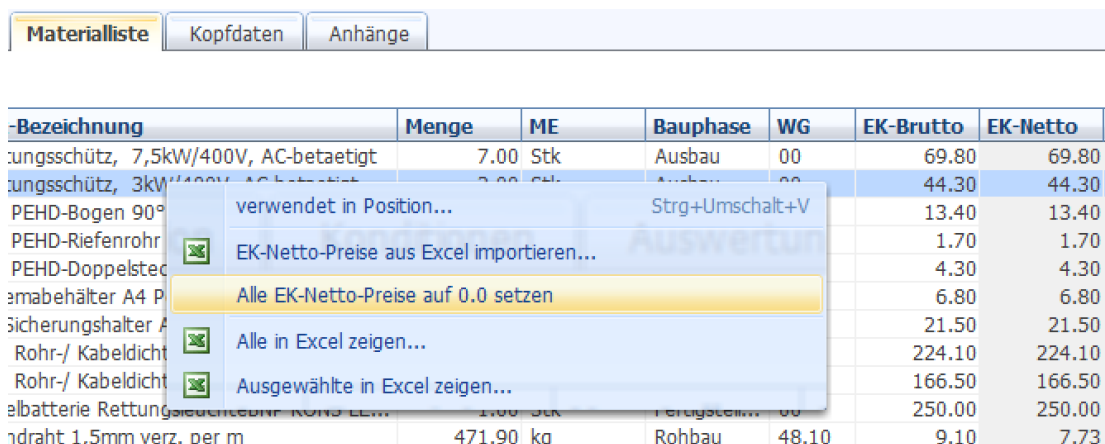 Materialliste Kopfdaten Anhänge
-Bezeichnung Menge ME Bauphase WG EK-Brutto EK-Netto
tungsschütz, 7,5kW/400V, AC-betaetigt 7.00 Stk Ausbau 00 69.80 69.80
tungsschütz, 3kW/400V, AC-betaetigt 44.30 44.30
PEHD-Bogen 90° 13.40 13.40
verwendet in Position... Strg+Umschalt+V
PEHD-Riefenrohr 1.70 1.70
EK-Netto-Preise aus Excel importieren...
PEHD-Doppelstec 4.30 4.30
Alle EK-Netto-Preise auf 0.0 setzen
emabehälter A4 P 6.80 6.80
Sicherungshalter A 21.50 21.50
Alle in Excel zeigen...
Rohr-/ Kabeldicht 224.10 224.10
Rohr-/ Kabeldicht 166.50 166.50
Ausgewählte in Excel zeigen...
elbatterie 250.00 250.00
ndraht 1,5mm verz. per m 471.90 kg Rohbau 48.10 9.10 7.73